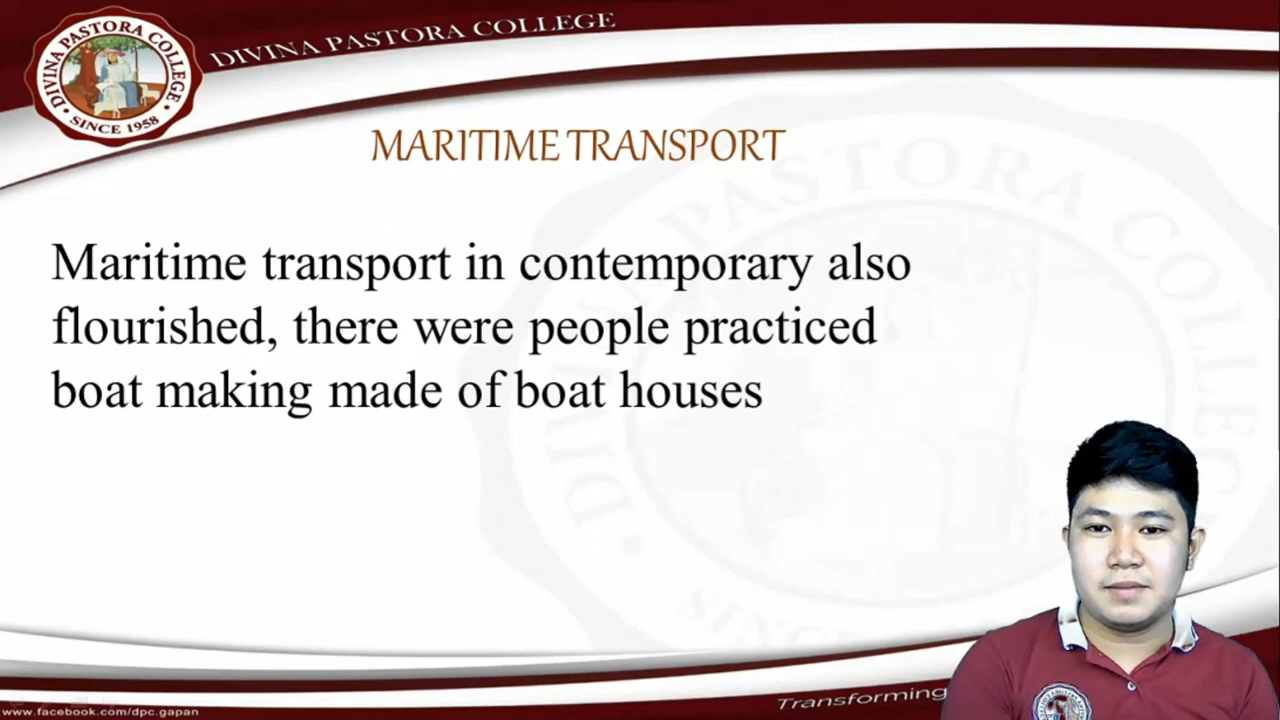 DIVINA PASTORA COLLEGE
DIVINA PASTORA COLLEGE
SINCE 1958
MARITIME TRANSPORT
Maritime transport in contemporary also
flourished, there were people practiced
boat making made of boat houses
Transforming
www.facebook.com/dpc.gapan